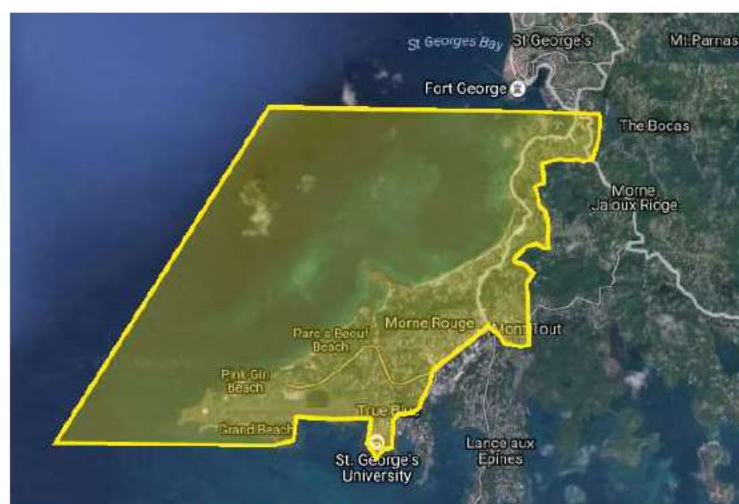 St Georges Bay
St George's
Mt.Parnas
Fort George
The Bocas
Morne
Jaloux Ridge
Parc a Boeuf
Beach
Morne Rouge
Mont Tout
Pink Gin
Beach
True Blue
Grand Beach
Lance aux
Epines
St. George's
University